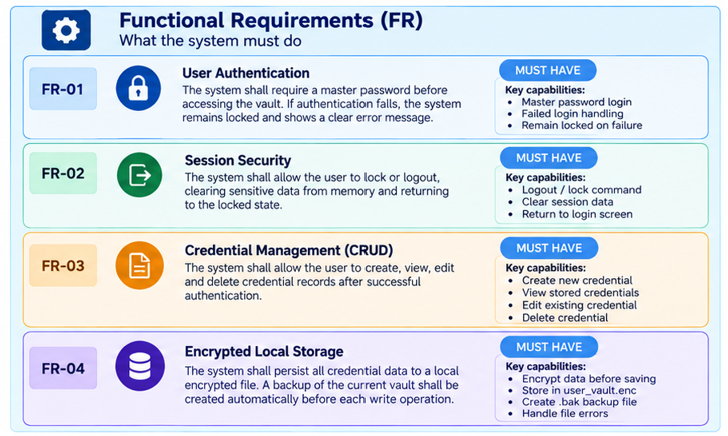 Functional Requirements (FR)
What the system must do
FR-01
User Authentication
The system shall require a master password before
accessing the vault. If authentication fails, the system
remains locked and shows a clear error message.
MUST HAVE
Key capabilities:
• Master password login
• Failed login handling
• Remain locked on failure
FR-02
Session Security
The system shall allow the user to lock or logout,
clearing sensitive data from memory and returning
to the locked state.
MUST HAVE
Key capabilities:
• Logout / lock command
• Clear session data
• Return to login screen
FR-03
Credential Management (CRUD)
The system shall allow the user to create, view, edit
and delete credential records after successful
authentication.
MUST HAVE
Key capabilities:
• Create new credential
• View stored credentials
• Edit existing credential
• Delete credential
FR-04
Encrypted Local Storage
The system shall persist all credential data to a local
encrypted file. A backup of the current vault shall be
created automatically before each write operation.
MUST HAVE
Key capabilities:
• Encrypt data before saving
• Store in user_vault.enc
• Create .bak backup file
• Handle file errors